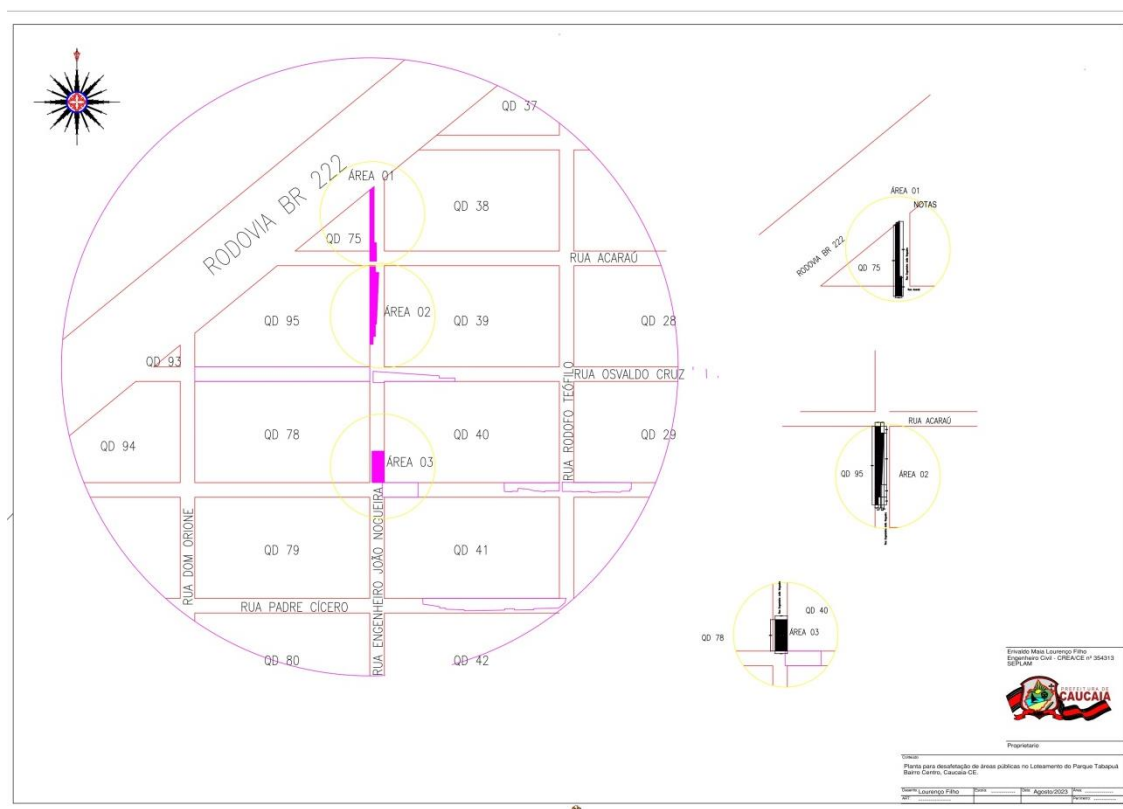 QD 37
RODOVIA BR 222
ÁREA 01
QD 38
QD 75
RUA ACARAÚ
QD 95
ÁREA 02
QD 39
QD 28
QD 93
RUA OSVALDO CRUZ
RUA RODOFO TEÓFILO
QD 94
QD 78
QD 40
QD 29
ÁREA 03
RUA DOM ORIONE
RUA ENGENHEIRO JOÃO NOGUEIRA
QD 79
QD 41
RUA PADRE CÍCERO
QD 80
QD 42
ÁREA 01
NOTAS
RODOVIA BR 222
QD 75
RUA ACARAÚ
QD 95
ÁREA 02
QD 40
QD 78
ÁREA 03
Erivaldo Maia Lourenço Filho
Engenheiro Civil - CREA/CE nº 354313
SEPLAM
PREFEITURA DE
CAUCAIA
Proprietario
Planta para desafetação de áreas públicas no Loteamento do Parque Tabapuá
Bairro Centro, Caucaia-CE.
Lourenço Filho
Agosto/2023